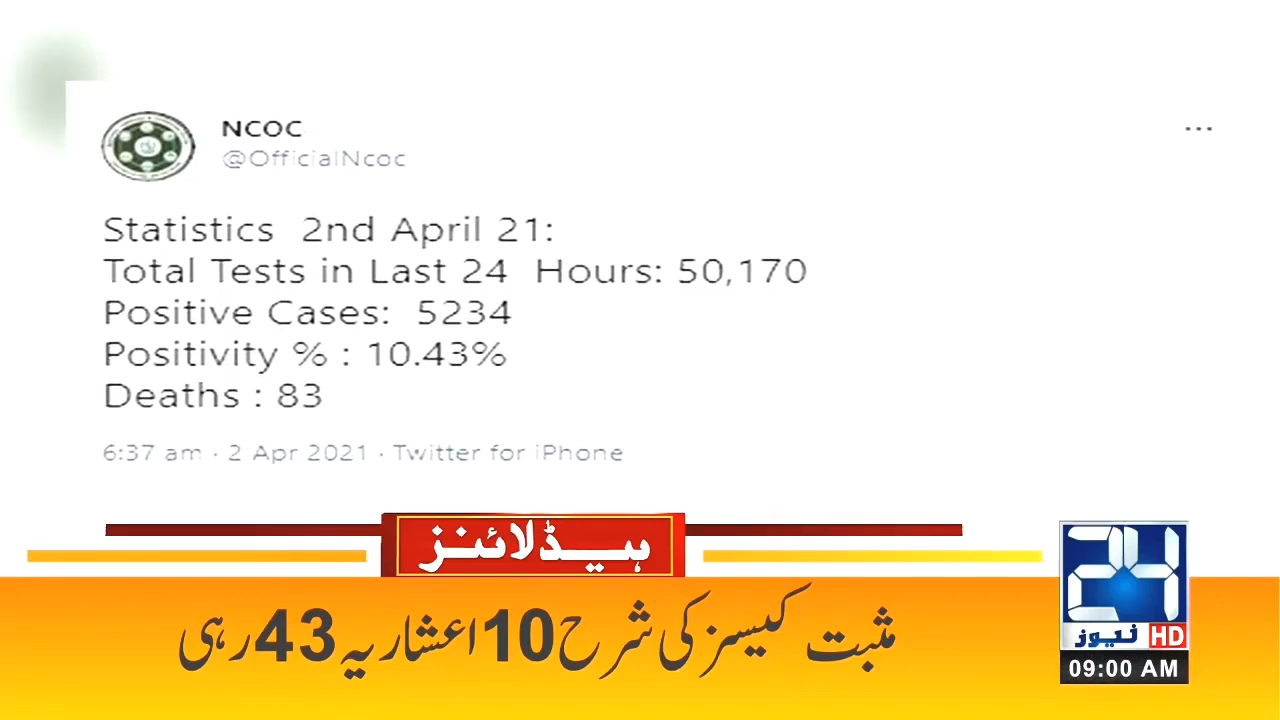 NCOC
@OfficialNcoc
...
Statistics 2nd April 21:
Total Tests in Last 24 Hours: 50,170
Positive Cases: 5234
Positivity % : 10.43%
Deaths : 83
6:37 am · 2 Apr 2021 · Twitter for iPhone
ہیڈلائنز
مثبت کیسز کی شرح 10 اعشاریہ 43 رہی
24
نیوز HD
09:00 AM